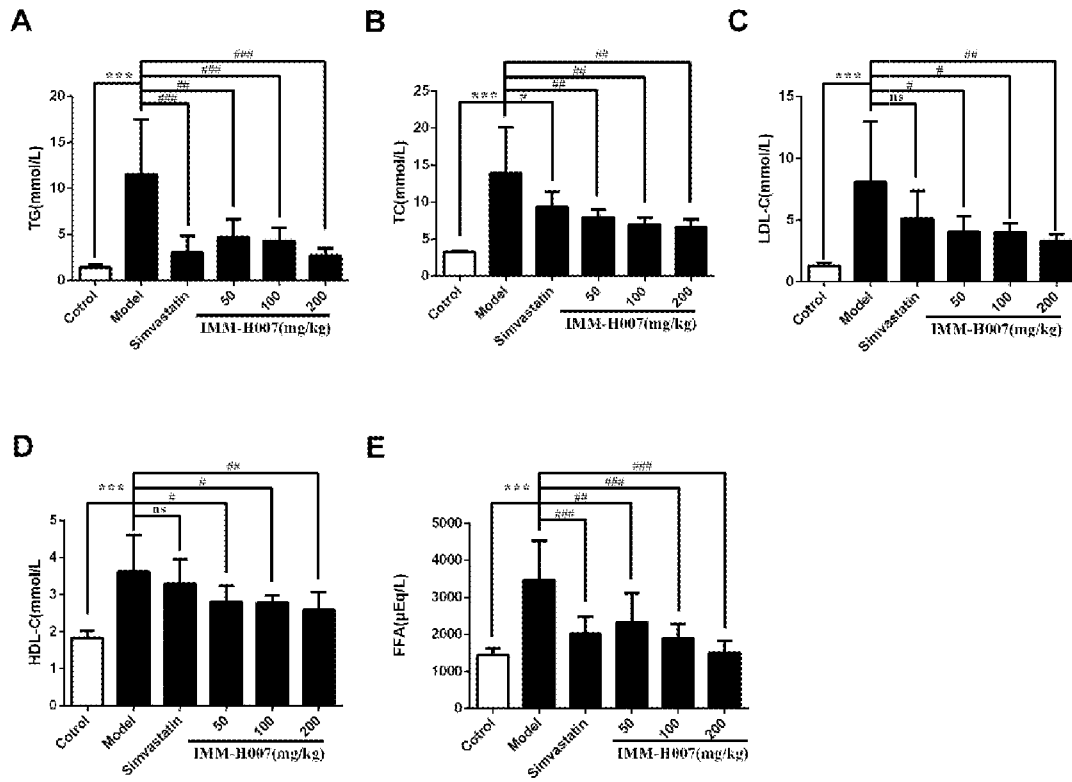 A
###
###
***
##
###
TG(mmol/L)
20
15
10
5
0
Cotrol
Model
Simvastatin
50
100
200
IMM-H007(mg/kg)
B
##
##
##
***
#
TC(mmol/L)
25
20
15
10
5
0
Cotrol
Model
Simvastatin
50
100
200
IMM-H007(mg/kg)
C
##
#
***
#
ns
LDL-C(mmol/L)
15
10
5
0
Cotrol
Model
Simvastatin
50
100
200
IMM-H007(mg/kg)
D
##
#
***
#
ns
HDL-C(mmol/L
5
4
3
2
1
0
Cotrol
Model
Simvastatin
50
100
200
IMM-H007(mg/kg)
E
###
###
***
##
###
FFA(µEq/L)
5000
4000
3000
2000
1000
0
Cotrol
Model
Simvastatin
50
100
200
IMM-H007(mg/kg)